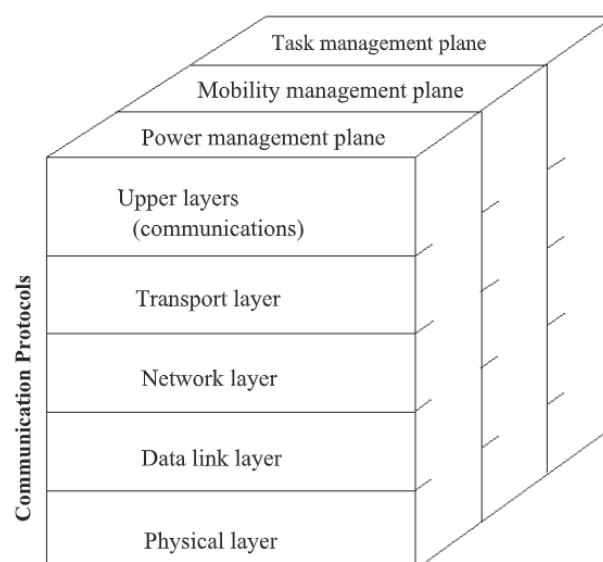 Task management plane
Mobility management plane
Power management plane
Upper layers
(communications)
Transport layer
Network layer
Data link layer
Physical layer
Communication Protocols